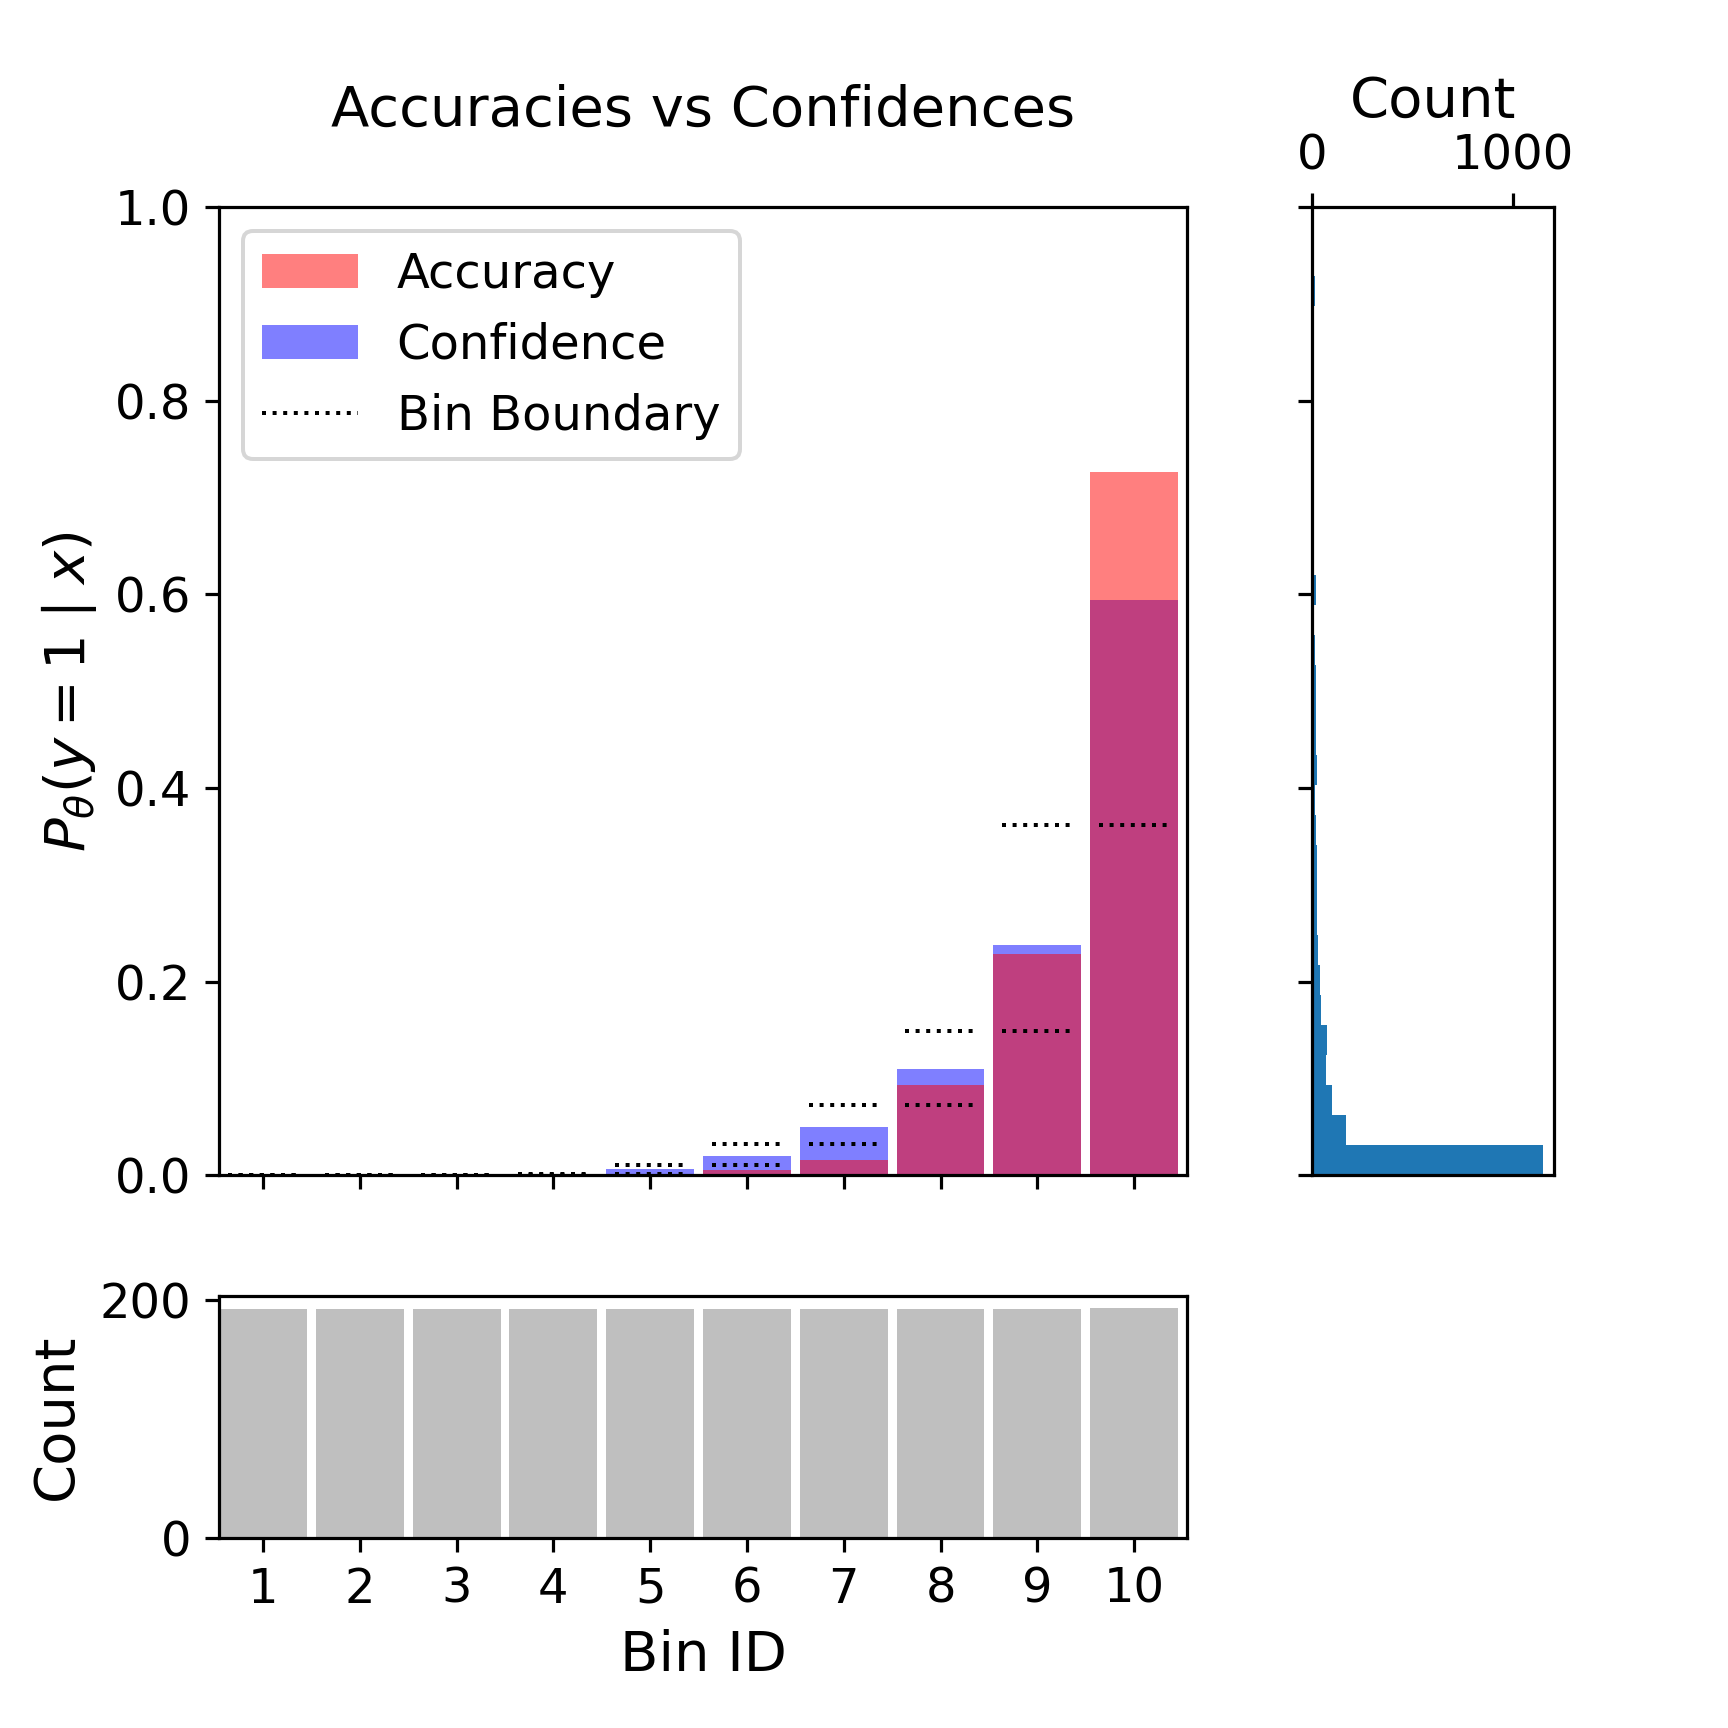 Accuracies vs Confidences
Count
0 1000
1.0
0.8
0.6
0.4
0.2
0.0
P_θ(y = 1 | x)
Accuracy
Confidence
Bin Boundary
200
0
Count
1 2 3 4 5 6 7 8 9 10
Bin ID